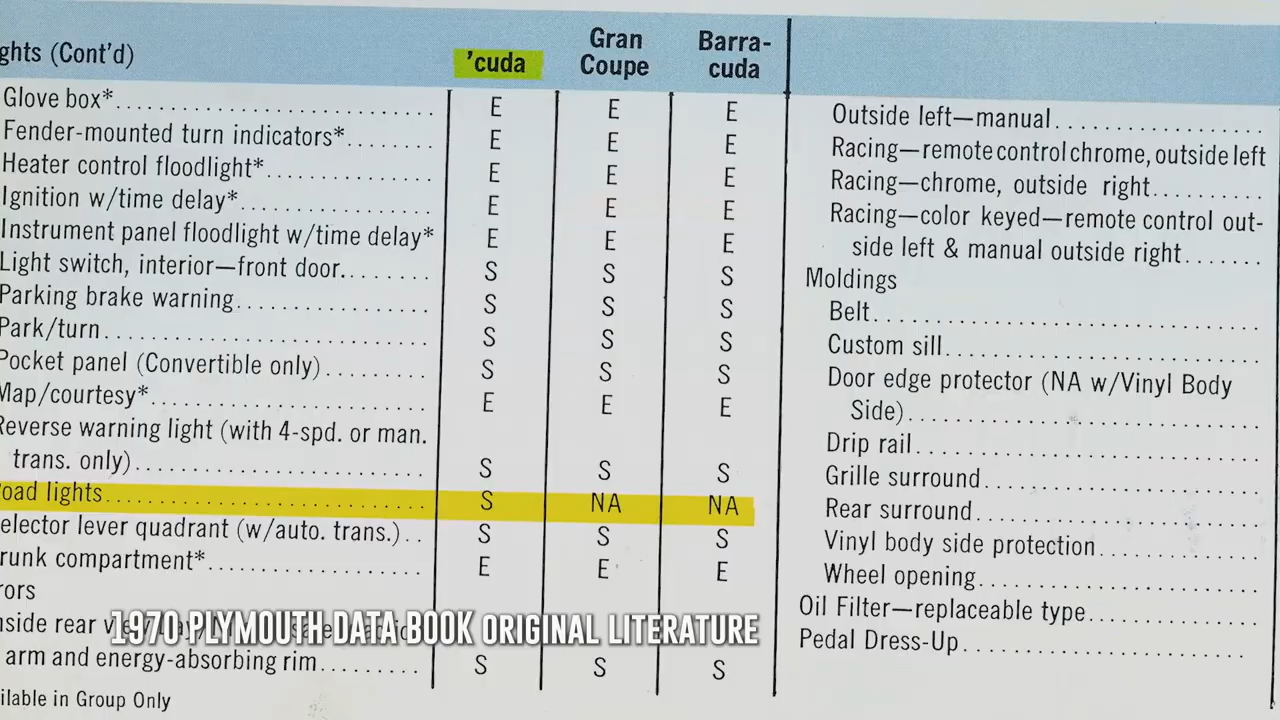 ghts (Cont'd) 'cuda Gran Coupe Barra-cuda
Glove box* E E E
Fender-mounted turn indicators* E E E
Heater control floodlight* E E E
Ignition w/time delay* E E E
Instrument panel floodlight w/time delay* E E E
Light switch, interior—front door S S S
Parking brake warning S S S
Park/turn S S S
Pocket panel (Convertible only) S S S
Map/courtesy* E E E
Reverse warning light (with 4-spd. or man.
trans. only) S S S
oad lights S NA NA
elector lever quadrant (w/auto. trans.) S S S
runk compartment* E E E
rors
nside rear
arm and energy-absorbing rim S S S
ilable in Group Only
Outside left—manual
Racing—remote control chrome, outside left
Racing—chrome, outside right
Racing—color keyed—remote control out-
side left & manual outside right
Moldings
Belt
Custom sill
Door edge protector (NA w/Vinyl Body
Side)
Drip rail
Grille surround
Rear surround
Vinyl body side protection
Wheel opening
Oil Filter—replaceable type
Pedal Dress-Up
1970 PLYMOUTH DATA BOOK ORIGINAL LITERATURE